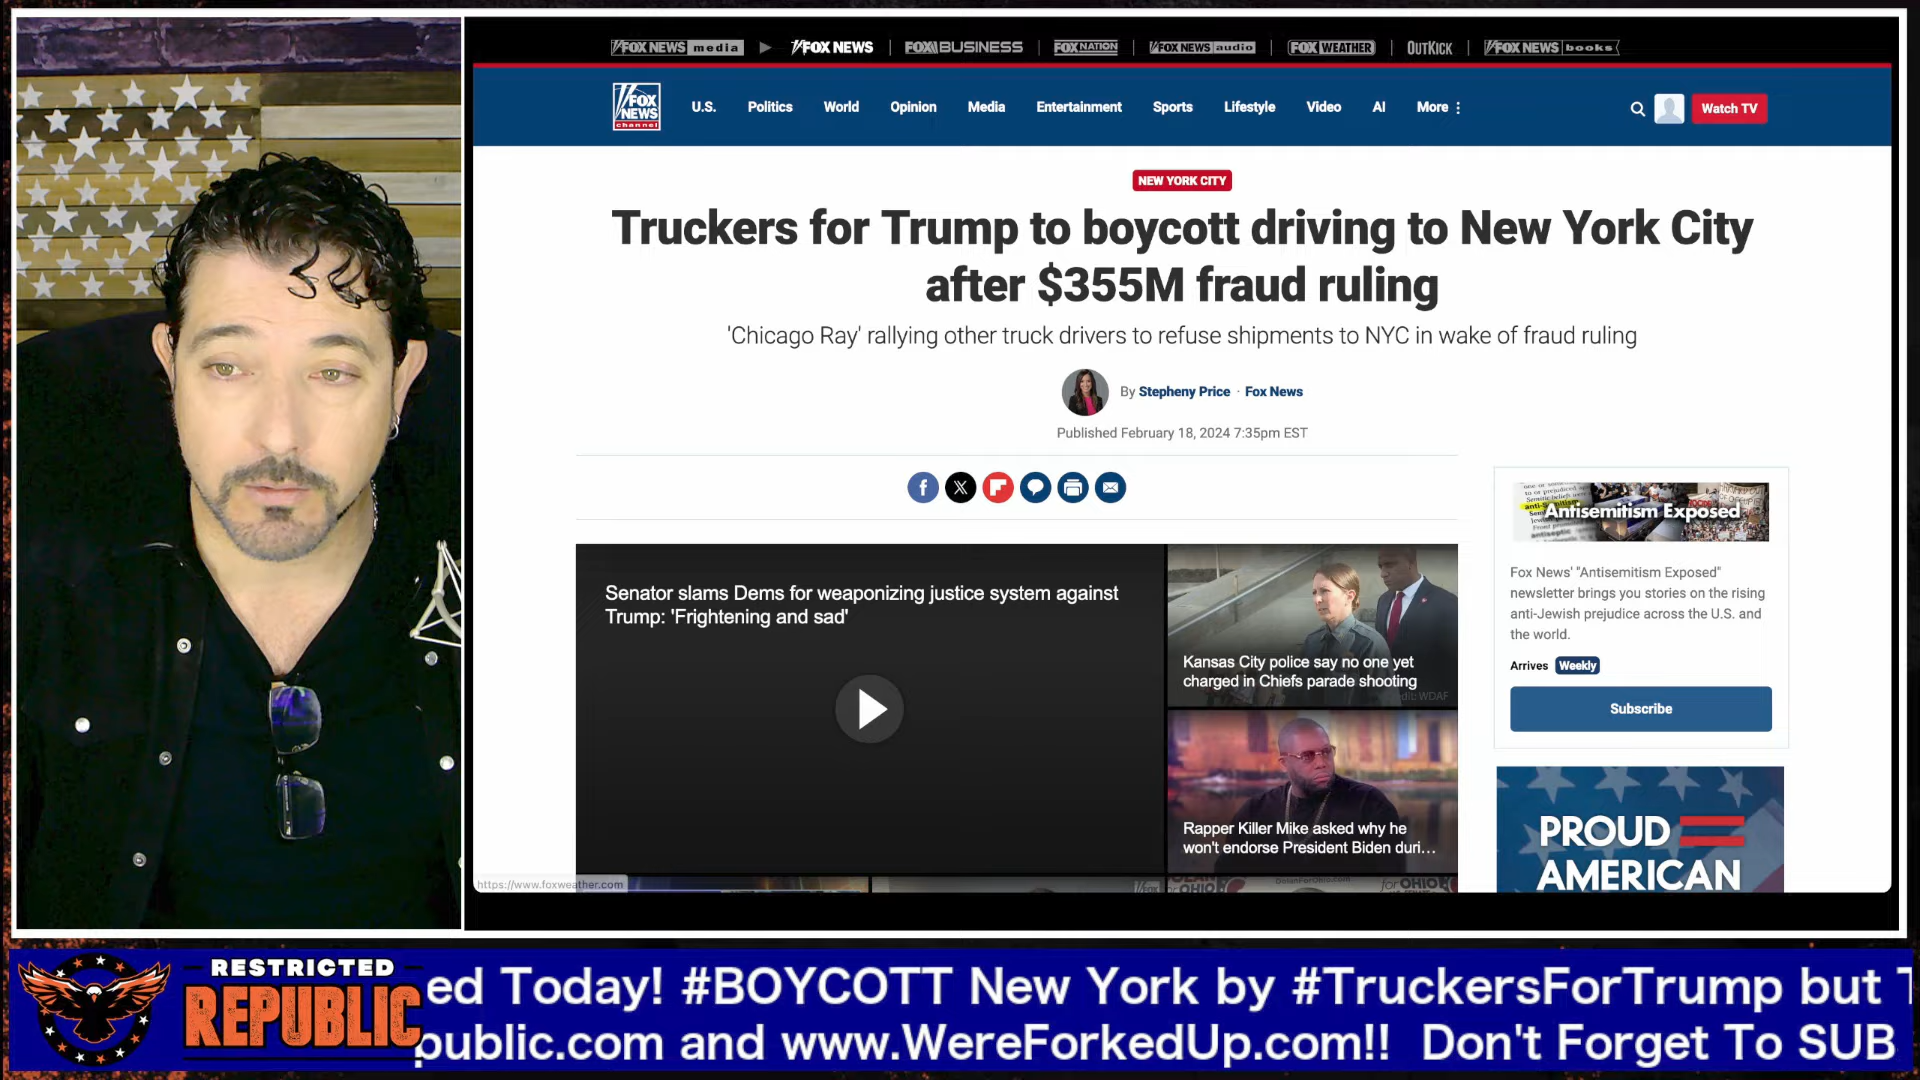 FOX NEWS media
FOX NEWS
FOX BUSINESS
FOX NATION
FOX NEWS audio
FOX WEATHER
OUTKICK
FOX NEWS books
FOX
NEWS
channel
U.S.
Politics
World
Opinion
Media
Entertainment
Sports
Lifestyle
Video
AI
More
Watch TV
NEW YORK CITY
Truckers for Trump to boycott driving to New York City
after $355M fraud ruling
'Chicago Ray' rallying other truck drivers to refuse shipments to NYC in wake of fraud ruling
By Stepheny Price · Fox News
Published February 18, 2024 7:35pm EST
Senator slams Dems for weaponizing justice system against
Trump: 'Frightening and sad'
Kansas City police say no one yet
charged in Chiefs parade shooting
Rapper Killer Mike asked why he
won't endorse President Biden duri...
Antisemitism Exposed
Fox News' "Antisemitism Exposed"
newsletter brings you stories on the rising
anti-Jewish prejudice across the U.S. and
the world.
Arrives Weekly
Subscribe
PROUD
AMERICAN
https://www.foxweather.com
RESTRICTED
REPUBLIC
ed Today! #BOYCOTT New York by #TruckersForTrump but T
public.com and www.WereForkedUp.com!! Don't Forget To SUB